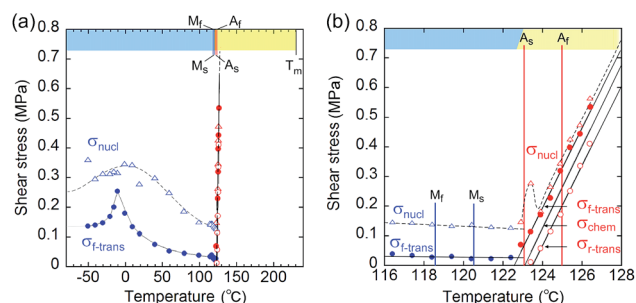 (a)
M_f A_f
M_s A_s T_m
Shear stress (MPa)
0.8
0.7
0.6
0.5
0.4
0.3
0.2
0.1
0
σ_nucl
σ_f-trans
-50 0 50 100 150 200
Temperature (℃)
(b)
A_s A_f
Shear stress (MPa)
0.8
0.7
0.6
0.5
0.4
0.3
0.2
0.1
0
σ_nucl
M_f M_s
σ_nucl
σ_f-trans
σ_f-trans
σ_chem
σ_r-trans
116 118 120 122 124 126 128
Temperature (℃)